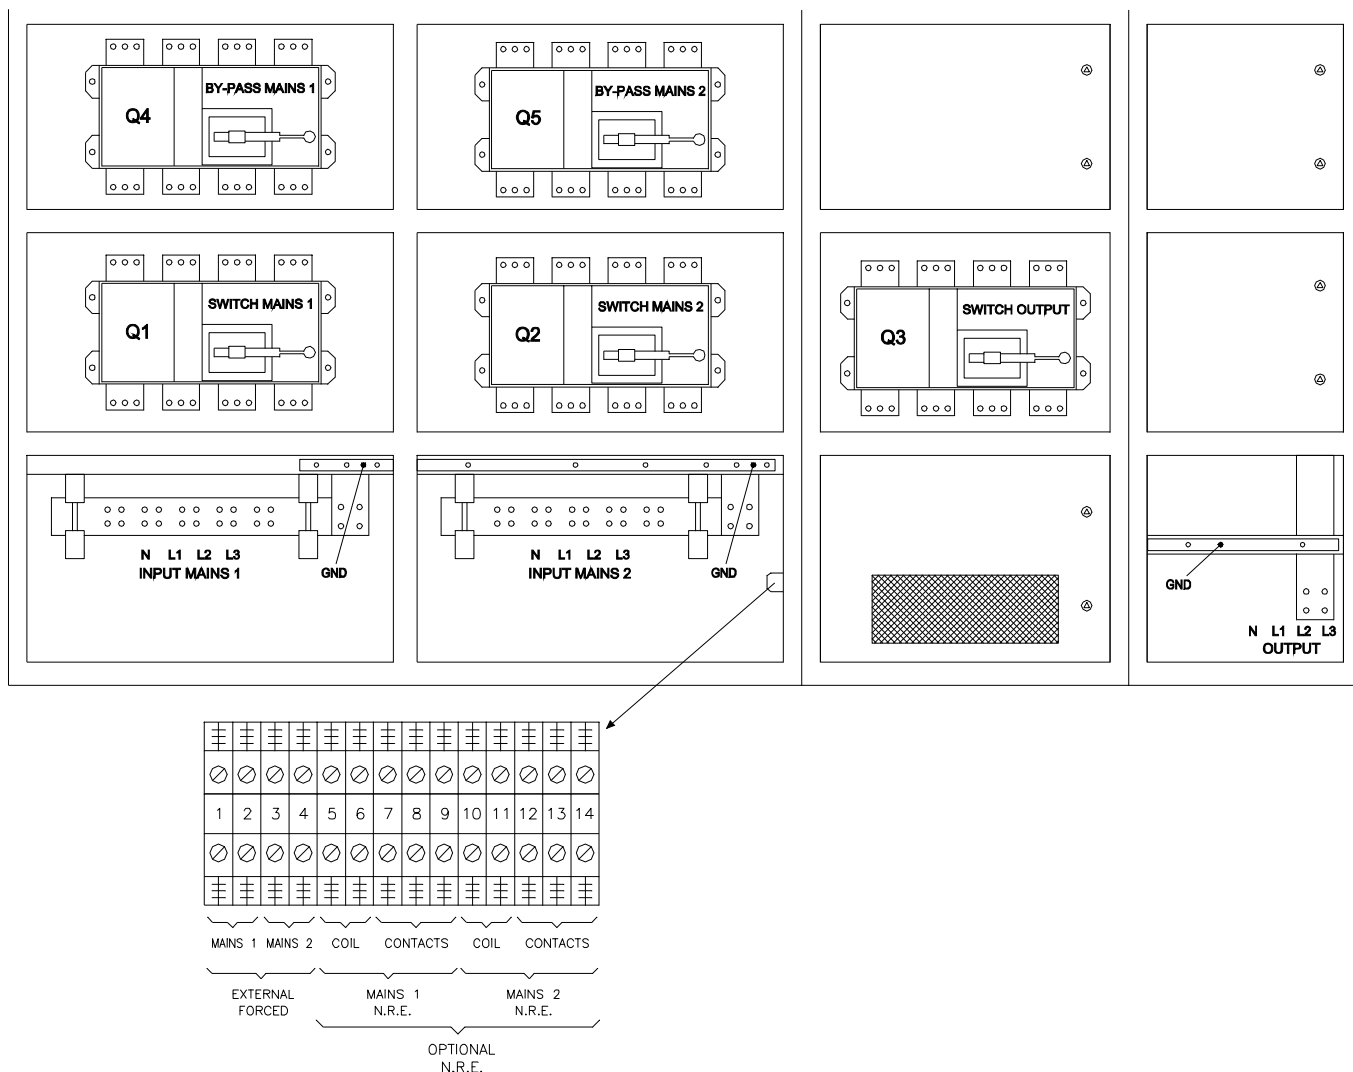 BY-PASS MAINS 1
Q4
BY-PASS MAINS 2
Q5
SWITCH MAINS 1
Q1
SWITCH MAINS 2
Q2
SWITCH OUTPUT
Q3
N L1 L2 L3
INPUT MAINS 1
GND
N L1 L2 L3
INPUT MAINS 2
GND
GND
N L1 L2 L3
OUTPUT
1 2 3 4 5 6 7 8 9 10 11 12 13 14
MAINS 1 MAINS 2 COIL CONTACTS COIL CONTACTS
EXTERNAL
FORCED
MAINS 1
N.R.E.
MAINS 2
N.R.E.
OPTIONAL
N.R.E.